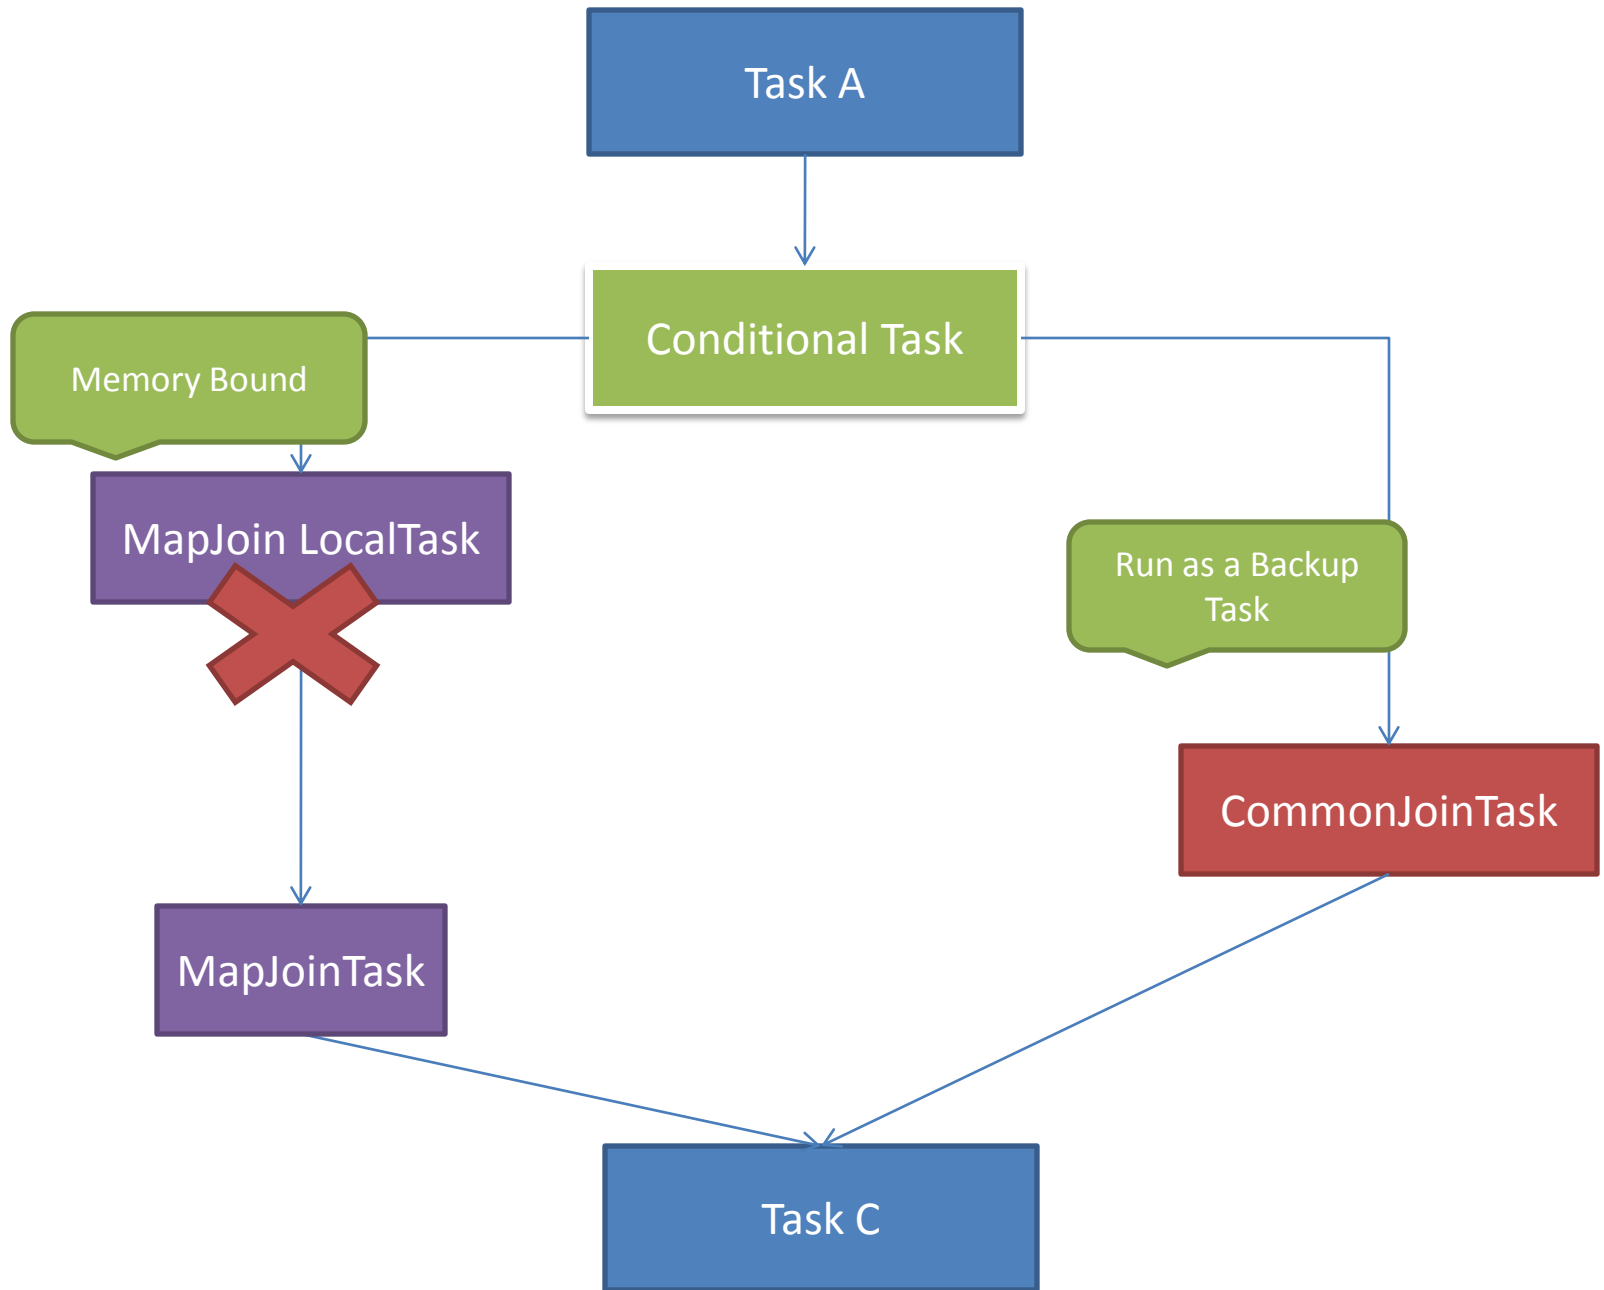 Task A
Conditional Task
Memory Bound
MapJoin LocalTask
Run as a Backup
Task
CommonJoinTask
MapJoinTask
Task C